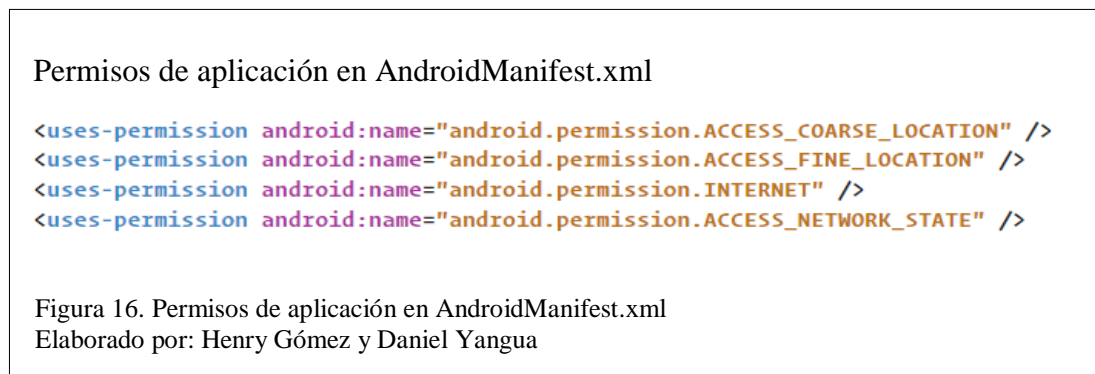 Permisos de aplicación en AndroidManifest.xml
<uses-permission android:name="android.permission.ACCESS_COARSE_LOCATION" />
<uses-permission android:name="android.permission.ACCESS_FINE_LOCATION" />
<uses-permission android:name="android.permission.INTERNET" />
<uses-permission android:name="android.permission.ACCESS_NETWORK_STATE" />
Figura 16. Permisos de aplicación en AndroidManifest.xml
Elaborado por: Henry Gómez y Daniel Yangua